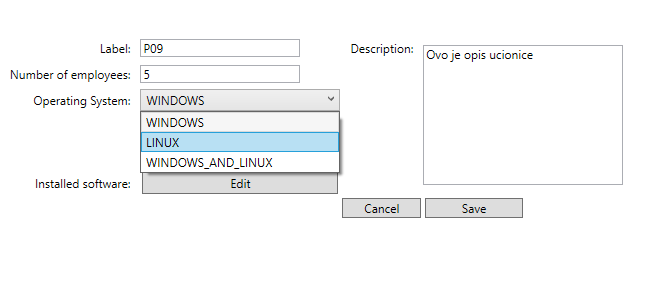 Label: P09
Number of employees: 5
Operating System: WINDOWS
WINDOWS
LINUX
WINDOWS_AND_LINUX
Installed software: Edit
Description: Ovo je opis ucionice
Cancel Save